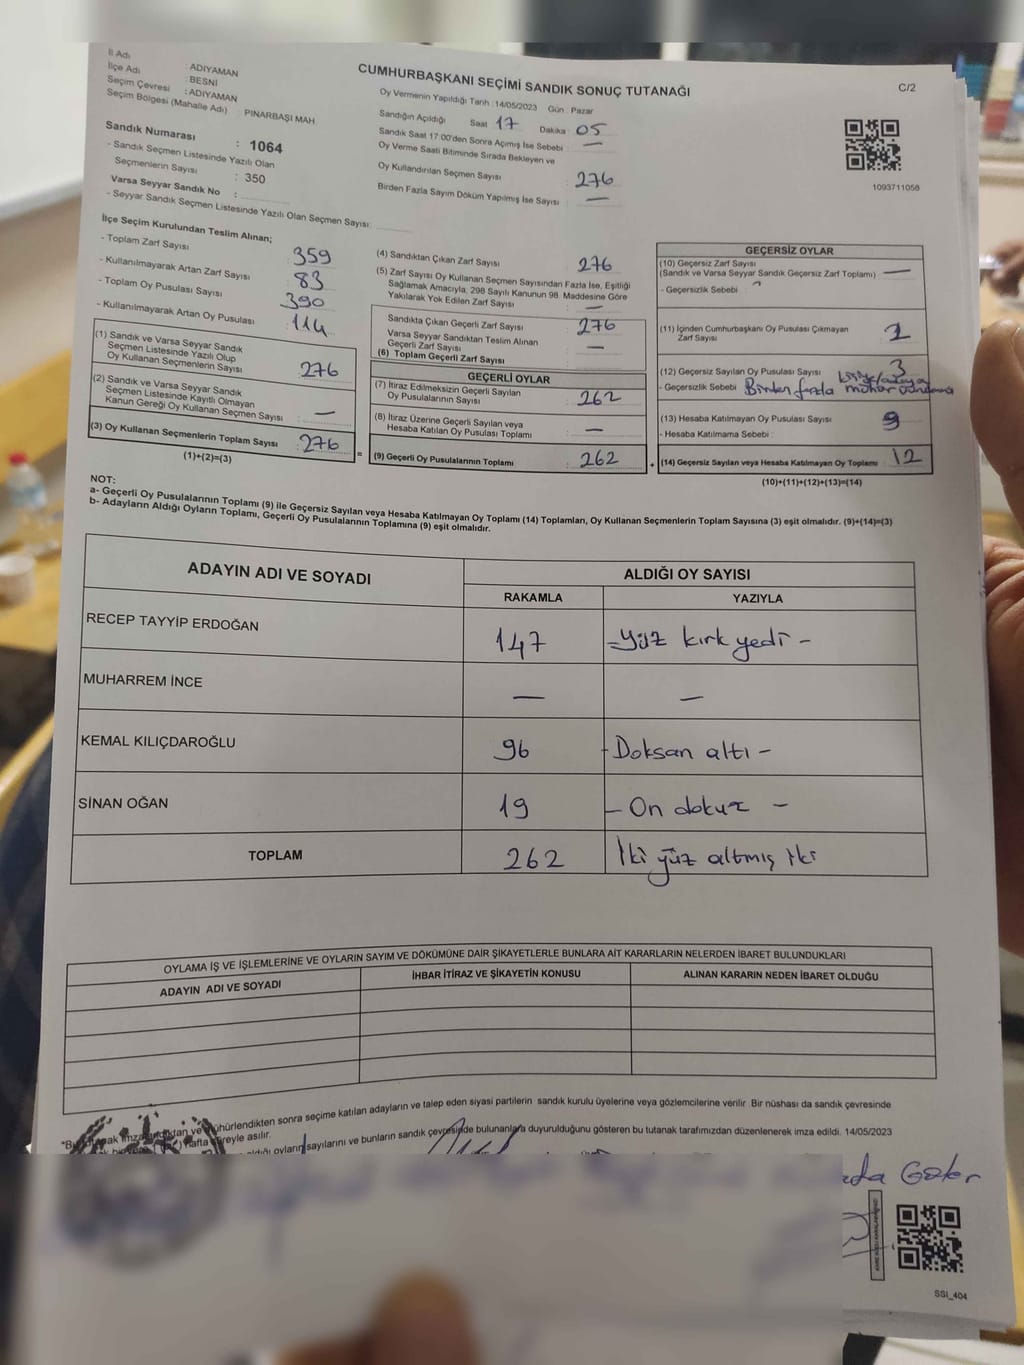 İl Adı : ADIYAMAN
İlçe Adı : BESNİ
Seçim Çevresi : ADIYAMAN
Seçim Bölgesi (Mahalle Adı) PINARBAŞI MAH.
Sandık Numarası : 1064
- Sandık Seçmen Listesinde Yazılı Olan
Seçmenlerin Sayısı : 350
Varsa Seyyar Sandık No :
- Seyyar Sandık Seçmen Listesinde Yazılı Olan Seçmen Sayısı:
CUMHURBAŞKANI SEÇİMİ SANDIK SONUÇ TUTANAĞI
C/2
Oy Vermenin Yapıldığı Tarih : 14/05/2023 Gün : Pazar
Sandığın Açıldığı Saat 17 Dakika : 05
Sandık Saat 17:00'den Sonra Açımış İse Sebebi : —
Oy Verme Saati Bitiminde Sırada Bekleyen ve
Oy Kullandırılan Seçmen Sayısı : 276
Birden Fazla Sayım Döküm Yapılmış İse Sayısı : —
1093711056
İlçe Seçim Kurulundan Teslim Alınan;
- Toplam Zarf Sayısı : 359
- Kullanılmayarak Artan Zarf Sayısı : 83
- Toplam Oy Pusulası Sayısı : 390
- Kullanılmayarak Artan Oy Pusulası : 114
(1) Sandık ve Varsa Seyyar Sandık
Seçmen Listesinde Yazılı Olup
Oy Kullanan Seçmenlerin Sayısı : 276
(2) Sandık ve Varsa Seyyar Sandık
Seçmen Listesinde Kayıtlı Olmayan
Kanun Gereği Oy Kullanan Seçmen Sayısı : —
(3) Oy Kullanan Seçmenlerin Toplam Sayısı : 276
(1)+(2)=(3)
(4) Sandıktan Çıkan Zarf Sayısı : 276
(5) Zarf Sayısı Oy Kullanan Seçmen Sayısından Fazla İse, Eşitliği
Sağlamak Amacıyla, 298 Sayılı Kanunun 98. Maddesine Göre
Yakılarak Yok Edilen Zarf Sayısı : —
Sandıkta Çıkan Geçerli Zarf Sayısı : 276
Varsa Seyyar Sandıktan Teslim Alınan
Geçerli Zarf Sayısı : —
(6) Toplam Geçerli Zarf Sayısı
GEÇERLİ OYLAR
(7) İtiraz Edilmeksizin Geçerli Sayılan
Oy Pusulalarının Sayısı : 262
(8) İtiraz Üzerine Geçerli Sayılan veya
Hesaba Katılan Oy Pusulası Toplamı : —
= (9) Geçerli Oy Pusulalarının Toplamı : 262
GEÇERSİZ OYLAR
(10) Geçersiz Zarf Sayısı
(Sandık ve Varsa Seyyar Sandık Geçersiz Zarf Toplamı) : —
- Geçersizlik Sebebi :
(11) İçinden Cumhurbaşkanı Oy Pusulası Çıkmayan
Zarf Sayısı :
(12) Geçersiz Sayılan Oy Pusulası Sayısı : 3
- Geçersizlik Sebebi : Birden fazla mühür
(13) Hesaba Katılmayan Oy Pusulası Sayısı : 9
- Hesaba Katılmama Sebebi :
+ (14) Geçersiz Sayılan veya Hesaba Katılmayan Oy Toplamı : 12
(10)+(11)+(12)+(13)=(14)
NOT:
a- Geçerli Oy Pusulalarının Toplamı (9) ile Geçersiz Sayılan veya Hesaba Katılmayan Oy Toplamı (14) Toplamları, Oy Kullanan Seçmenlerin Toplam Sayısına (3) eşit olmalıdır. (9)+(14)=(3)
b- Adayların Aldığı Oyların Toplamı, Geçerli Oy Pusulalarının Toplamına (9) eşit olmalıdır.
ADAYIN ADI VE SOYADI ALDIĞI OY SAYISI
RAKAMLA YAZIYLA
RECEP TAYYİP ERDOĞAN 147 - Yüz kırk yedi -
MUHARREM İNCE — —
KEMAL KILIÇDAROĞLU 96 - Doksan altı -
SİNAN OĞAN 19 - On dokuz -
TOPLAM 262 İki yüz altmış iki
OYLAMA İŞ VE İŞLEMLERİNE VE OYLARIN SAYIM VE DÖKÜMÜNE DAİR ŞİKAYETLERLE BUNLARA AİT KARARLARIN NELERDEN İBARET BULUNDUKLARI
ADAYIN ADI VE SOYADI İHBAR İTİRAZ VE ŞİKAYETİN KONUSU ALINAN KARARIN NEDEN İBARET OLDUĞU
mühürlendikten sonra seçime katılan adayların ve talep eden siyasi partilerin sandık kurulu üyelerine veya gözlemcilerine verilir. Bir nüshası da sandık çevresinde
hafta süreyle asılır.
oyların sayılarını ve bunların sandık çevresinde bulunanlara duyurulduğunu gösteren bu tutanak tarafımızdan düzenlenerek imza edildi. 14/05/2023
SSI_404